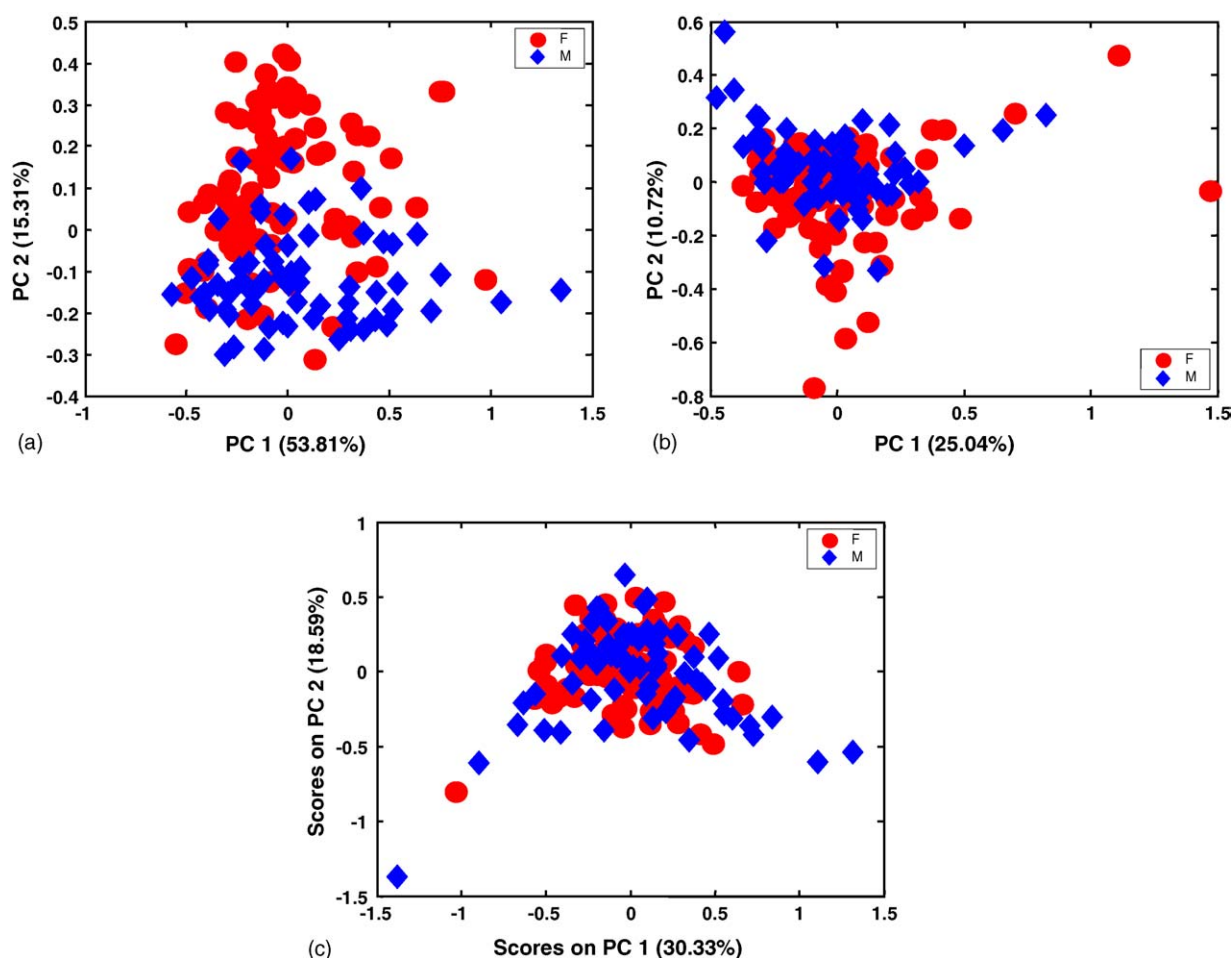 0.5
0.4
0.3
0.2
0.1
0
-0.1
-0.2
-0.3
-0.4
-1
-0.5
0
0.5
1
1.5
PC 2 (15.31%)
F
M
(a)
PC 1 (53.81%)
0.6
0.4
0.2
0
-0.2
-0.4
-0.6
-0.8
-0.5
0
0.5
1
1.5
PC 2 (10.72%)
F
M
(b)
PC 1 (25.04%)
1
0.5
0
-0.5
-1
-1.5
-1.5
-1
-0.5
0
0.5
1
1.5
Scores on PC 2 (18.59%)
F
M
(c)
Scores on PC 1 (30.33%)